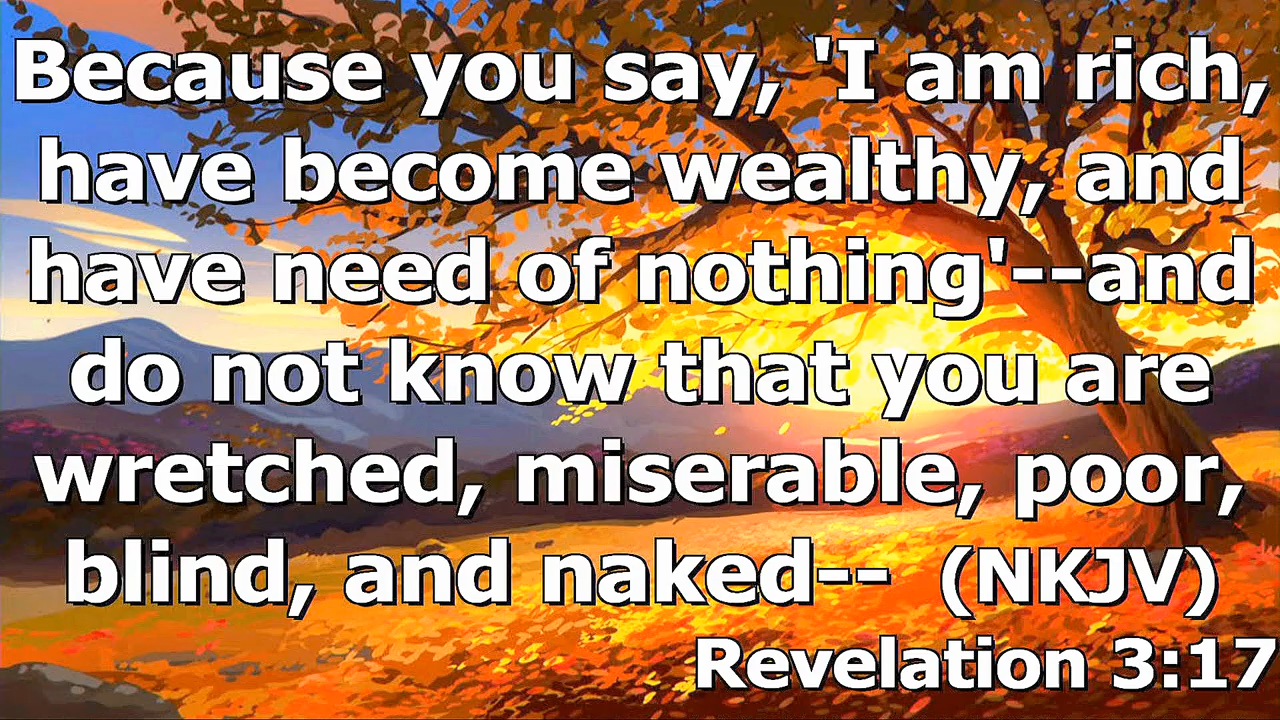 Because you say, 'I am rich,
have become wealthy, and
have need of nothing'--and
do not know that you are
wretched, miserable, poor,
blind, and naked-- (NKJV)
Revelation 3:17